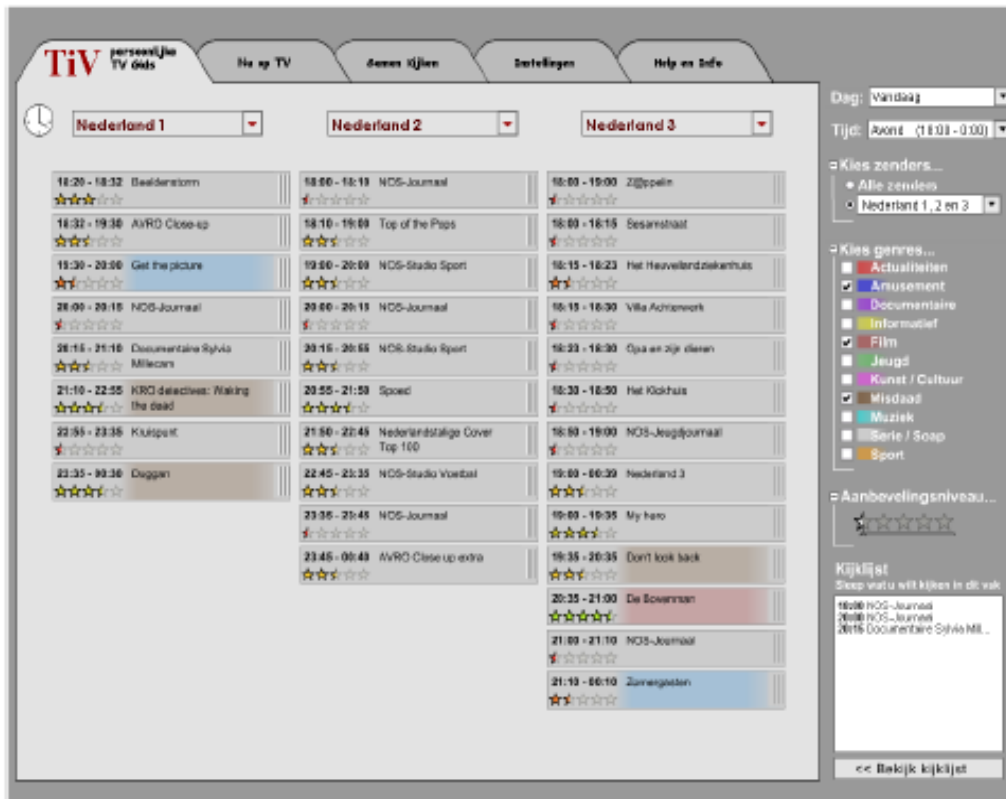 TiV persoonlijke
TV Gids
Nu op TV
Samen Kijken
Instellingen
Help en Info
Nederland 1
Nederland 2
Nederland 3
18:20 - 18:32 Beeldenstorm
18:32 - 19:30 AVRO Close-up
19:30 - 20:00 Get the picture
20:00 - 20:15 NOS-Journaal
20:15 - 21:10 Documentaire Sylvia
Millecam
21:10 - 22:55 KRO detectives: Waking
the dead
22:55 - 23:35 Kruispunt
23:35 - 00:30 Duggan
18:00 - 18:10 NOS-Journaal
18:10 - 19:00 Top of the Pops
19:00 - 20:00 NOS-Studio Sport
20:00 - 20:15 NOS-Journaal
20:15 - 20:55 NOS-Studio Sport
20:55 - 21:50 Spoed
21:50 - 22:45 Nederlandstalige Cover
Top 100
22:45 - 23:35 NOS-Studio Voetbal
23:35 - 23:45 NOS-Journaal
23:45 - 00:40 AVRO Close up extra
18:00 - 19:00 Z@ppelin
18:00 - 18:15 Sesamstraat
18:15 - 18:23 Het Heuvellandziekenhuis
18:15 - 18:30 Villa Achterwerk
18:23 - 18:30 Opa en zijn dieren
18:30 - 18:50 Het Klokhuis
18:50 - 19:00 NOS-Jeugdjournaal
19:00 - 00:39 Nederland 3
19:00 - 19:35 My hero
19:35 - 20:35 Don't look back
20:35 - 21:00 De Bovenman
21:00 - 21:10 NOS-Journaal
21:10 - 00:10 Zomergasten
Dag: Vandaag
Tijd: Avond (18:00 - 0:00)
Kies zenders...
Alle zenders
Nederland 1, 2 en 3
Kies genres...
Actualiteiten
Amusement
Documentaire
Informatief
Film
Jeugd
Kunst / Cultuur
Misdaad
Muziek
Serie / Soap
Sport
Aanbevelingsniveau...
Kijklijst
Sleep wat u wilt kijken in dit vak
18:00 NOS-Journaal
20:00 NOS-Journaal
20:15 Documentaire Sylvia Mill...
<< Bekijk kijklijst